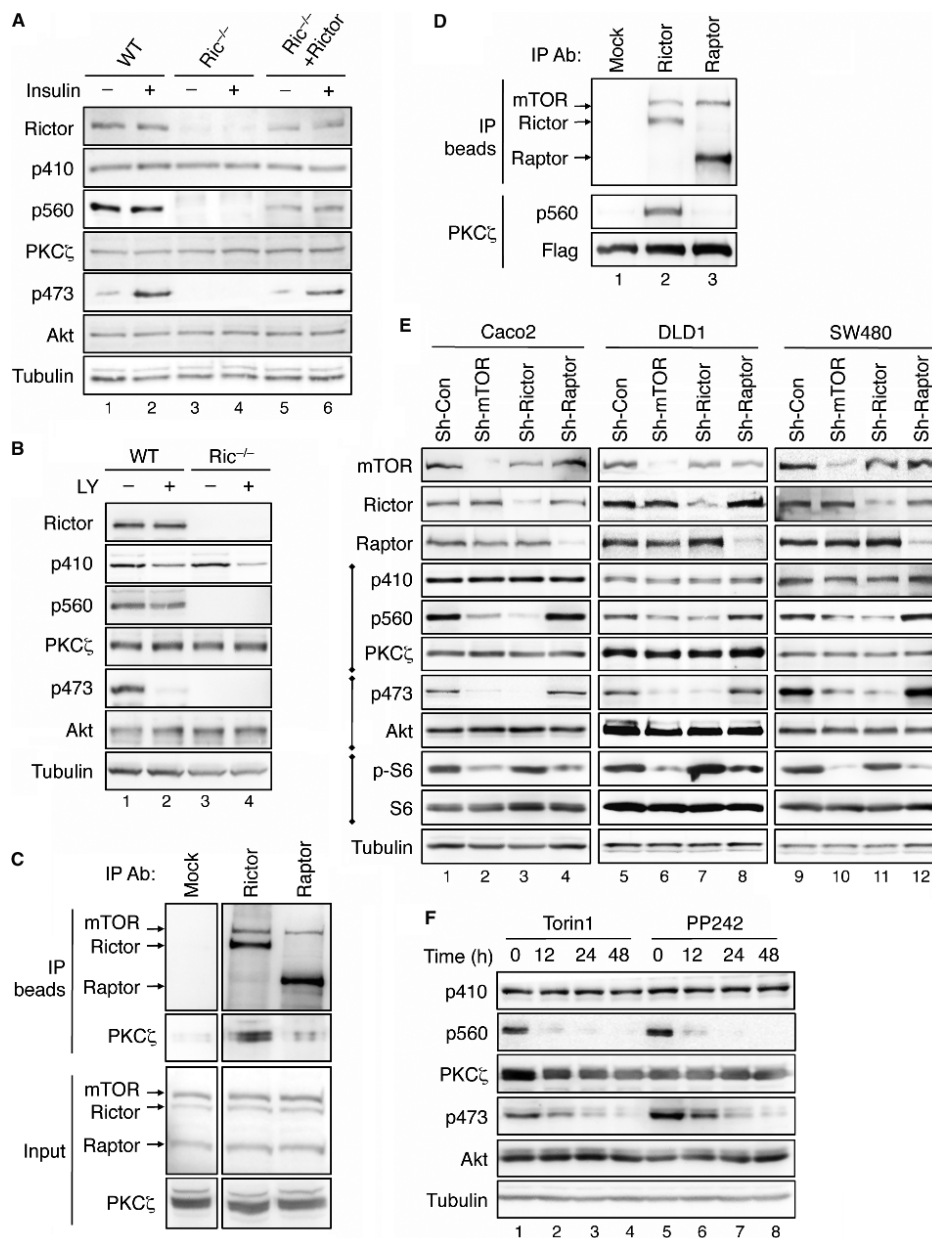 A
WT Ric–/– Ric–/– +Rictor
Insulin – + – + – +
Rictor
p410
p560
PKCζ
p473
Akt
Tubulin
1 2 3 4 5 6
B
WT Ric–/–
LY – + – +
Rictor
p410
p560
PKCζ
p473
Akt
Tubulin
1 2 3 4
C
IP Ab: Mock Rictor Raptor
IP beads
mTOR
Rictor
Raptor
PKCζ
Input
mTOR
Rictor
Raptor
PKCζ
D
IP Ab: Mock Rictor Raptor
IP beads
mTOR
Rictor
Raptor
PKCζ
p560
Flag
1 2 3
E
Caco2 DLD1 SW480
Sh-Con Sh-mTOR Sh-Rictor Sh-Raptor Sh-Con Sh-mTOR Sh-Rictor Sh-Raptor Sh-Con Sh-mTOR Sh-Rictor Sh-Raptor
mTOR
Rictor
Raptor
p410
p560
PKCζ
p473
Akt
p-S6
S6
Tubulin
1 2 3 4 5 6 7 8 9 10 11 12
F
Torin1 PP242
Time (h) 0 12 24 48 0 12 24 48
p410
p560
PKCζ
p473
Akt
Tubulin
1 2 3 4 5 6 7 8